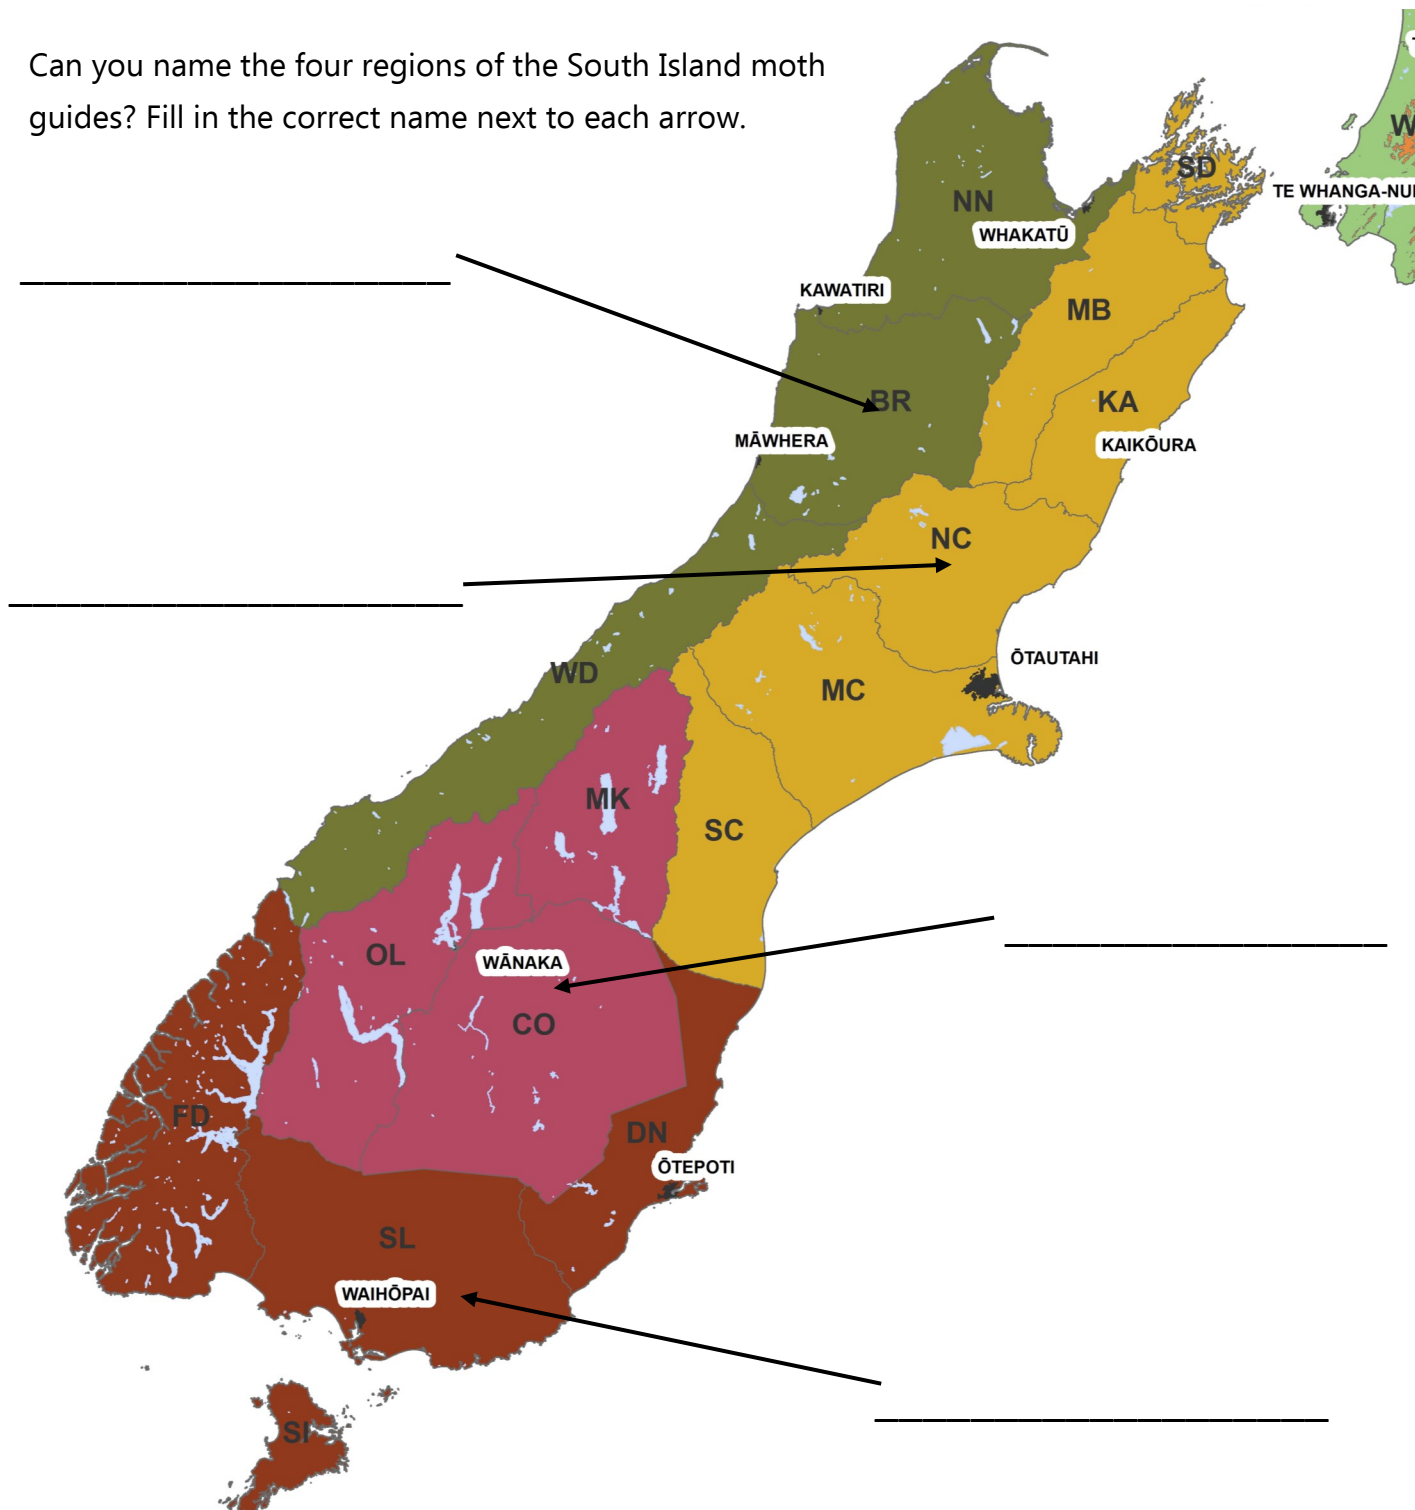 Can you name the four regions of the South Island moth
guides? Fill in the correct name next to each arrow.
SD
W
NN
TE WHANGA-NUI
WHAKATŪ
KAWATIRI
MB
BR
KA
MĀWHERA
KAIKŌURA
NC
ŌTAUTAHI
WD
MC
MK
SC
OL
WĀNAKA
CO
FD
DN
ŌTEPOTI
SL
WAIHŌPAI
SI